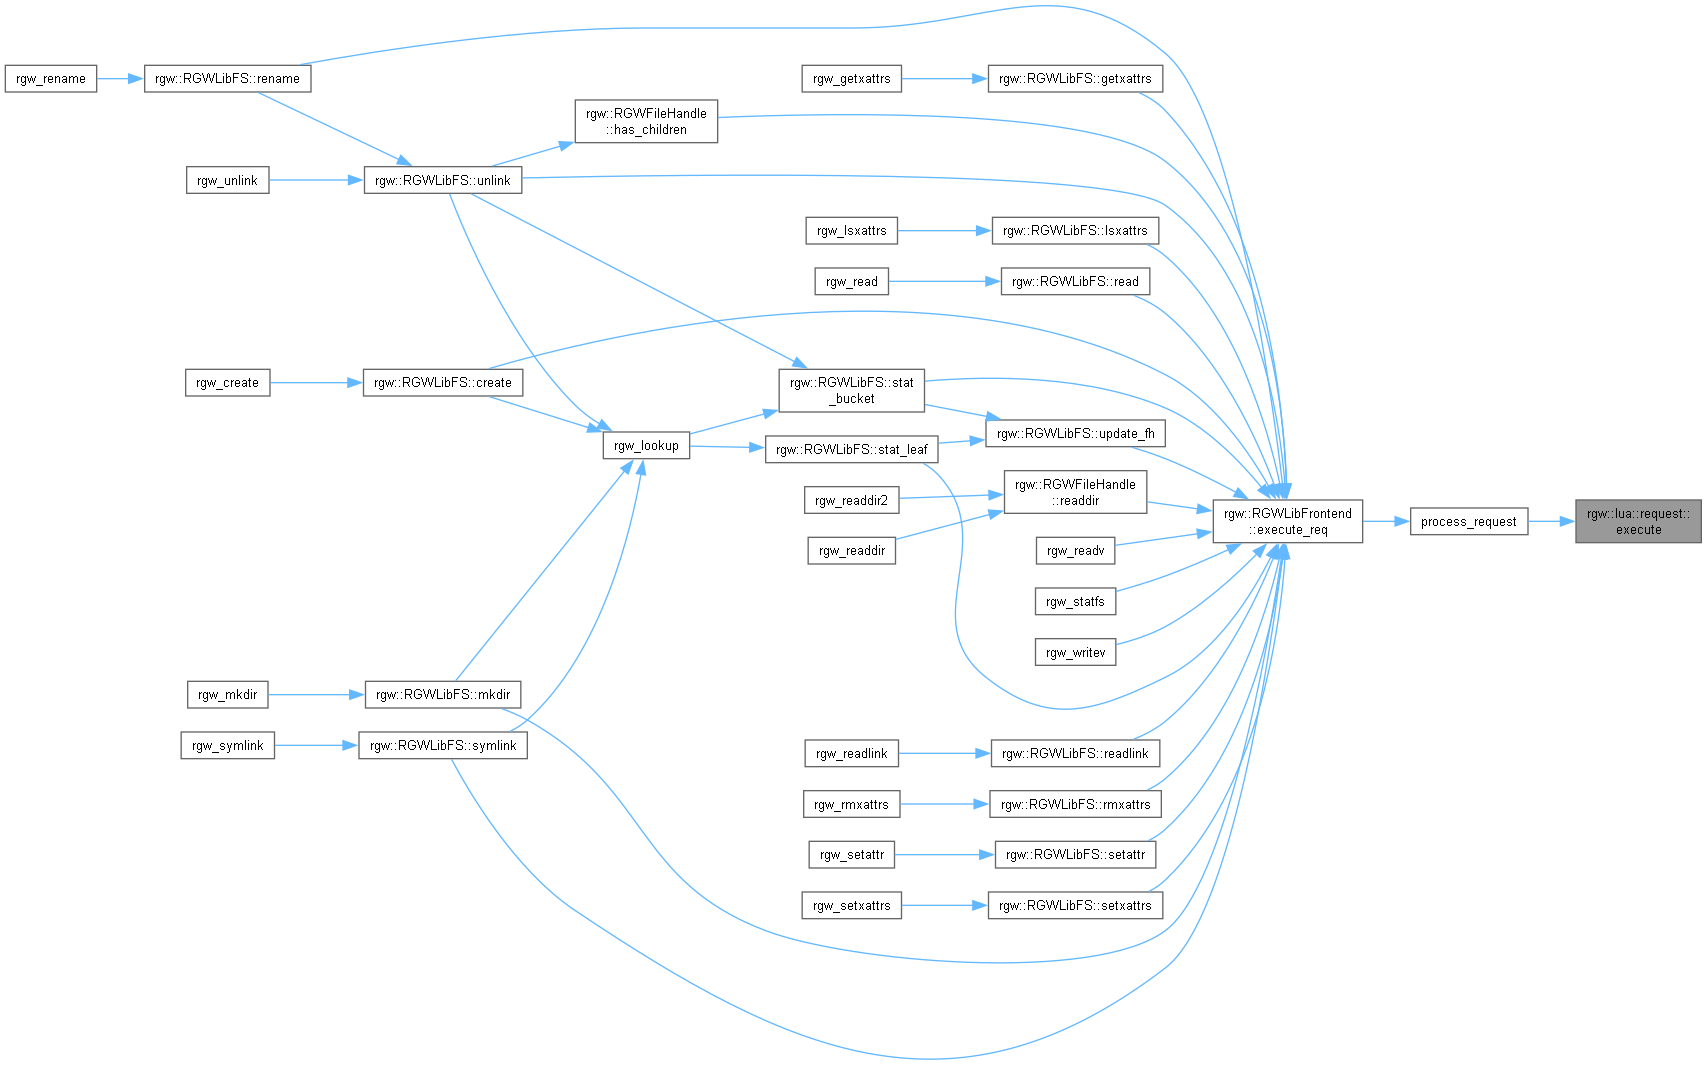 rgw_rename
rgw::RGWLibFS::rename
rgw_getxattrs
rgw::RGWLibFS::getxattrs
rgw::RGWFileHandle
::has_children
rgw_unlink
rgw::RGWLibFS::unlink
rgw_lsxattrs
rgw::RGWLibFS::lsxattrs
rgw_read
rgw::RGWLibFS::read
rgw_create
rgw::RGWLibFS::create
rgw::RGWLibFS::stat
_bucket
rgw::RGWLibFS::update_fh
rgw_lookup
rgw::RGWLibFS::stat_leaf
rgw_readdir2
rgw::RGWFileHandle
::readdir
rgw_readdir
rgw_readv
rgw::RGWLibFrontend
::execute_req
process_request
rgw::lua::request::
execute
rgw_statfs
rgw_writev
rgw_mkdir
rgw::RGWLibFS::mkdir
rgw_symlink
rgw::RGWLibFS::symlink
rgw_readlink
rgw::RGWLibFS::readlink
rgw_rmxattrs
rgw::RGWLibFS::rmxattrs
rgw_setattr
rgw::RGWLibFS::setattr
rgw_setxattrs
rgw::RGWLibFS::setxattrs